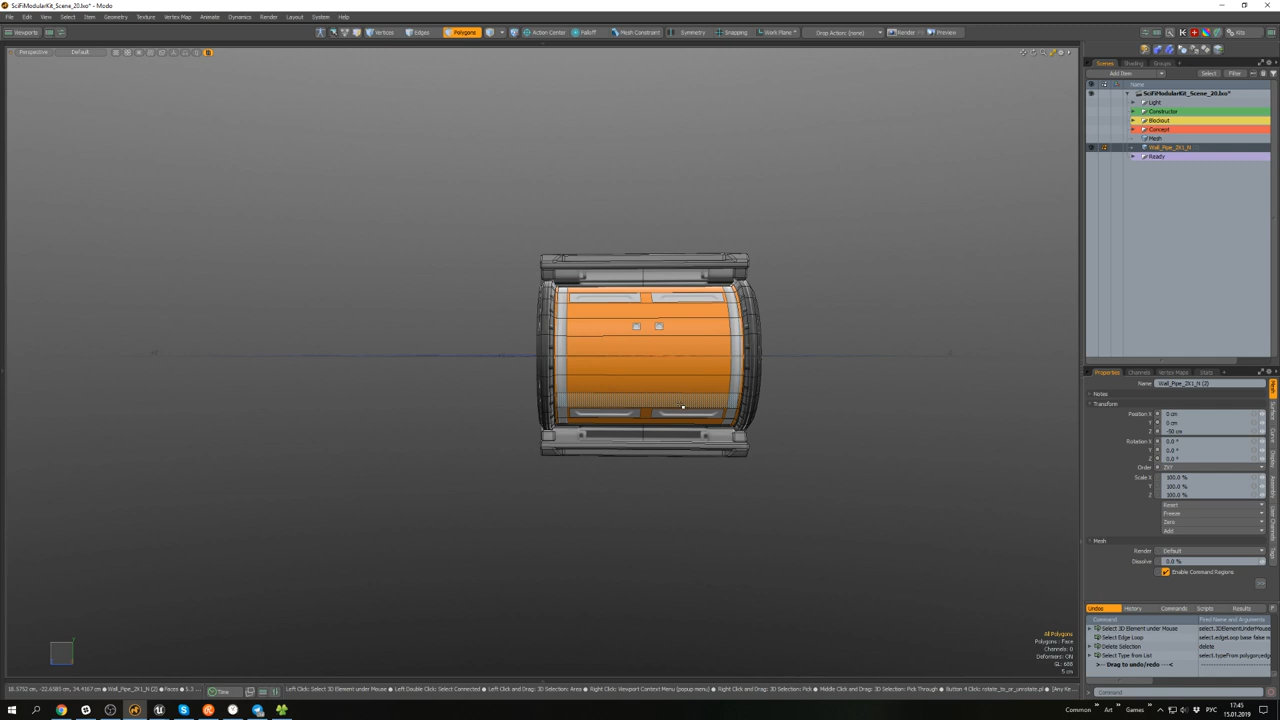 SciFiModularKit_Scene_20.lxo* - Modo
File Edit View Select Item Geometry Texture Vertex Map Animate Dynamics Render Layout System Help
Viewports Vertices Edges Polygons Action Center Falloff Mesh Constraint Symmetry Snapping Work Plane Drop Actions: (none) Render Preview Kits
Perspective Default
Scenes Shading Groups +
Add Item Select Filter
Name
SciFiModularKit_Scene_20.lxo*
Light
Constructor
Blockout
Concept
Mesh
Wall_Pipe_2X1_N
Ready
Properties Channels Vertex Maps Stats +
Name Wall_Pipe_2X1_N (2)
Notes
Transform
Position X 0 cm
Y 0 cm
Z -50 cm
Rotation X 0.0 °
Y 0.0 °
Z 0.0 °
Order ZXY
Scale X 100.0 %
Y 100.0 %
Z 100.0 %
Reset
Freeze
Zero
Add
Mesh
Render Default
Dissolve 0.0 %
Enable Command Regions
>>
All Polygons
Polygons : Face
Channels: 0
Deformers: ON
GL: 688
5 cm
Undos History Commands Scripts Results
Command Fired Name and Arguments
Select 3D Element under Mouse select.3DElementUnderMouse
Select Edge Loop select.edgeLoop base false m
Delete Selection delete
Select Type from List select.typeFrom polygon;edg
>-- Drag to undo/redo ---<
Time
Left Click: Select 3D Element under Mouse | Left Double Click: Select Connected | Left Click and Drag: 3D Selection: Area | Right Click: Viewport Context Menu (popup menu) | Right Click and Drag: 3D Selection: Pick | Middle Click and Drag: 3D Selection: Pick Through
Command
Common Art Games РУС
17:45
15.01.2019